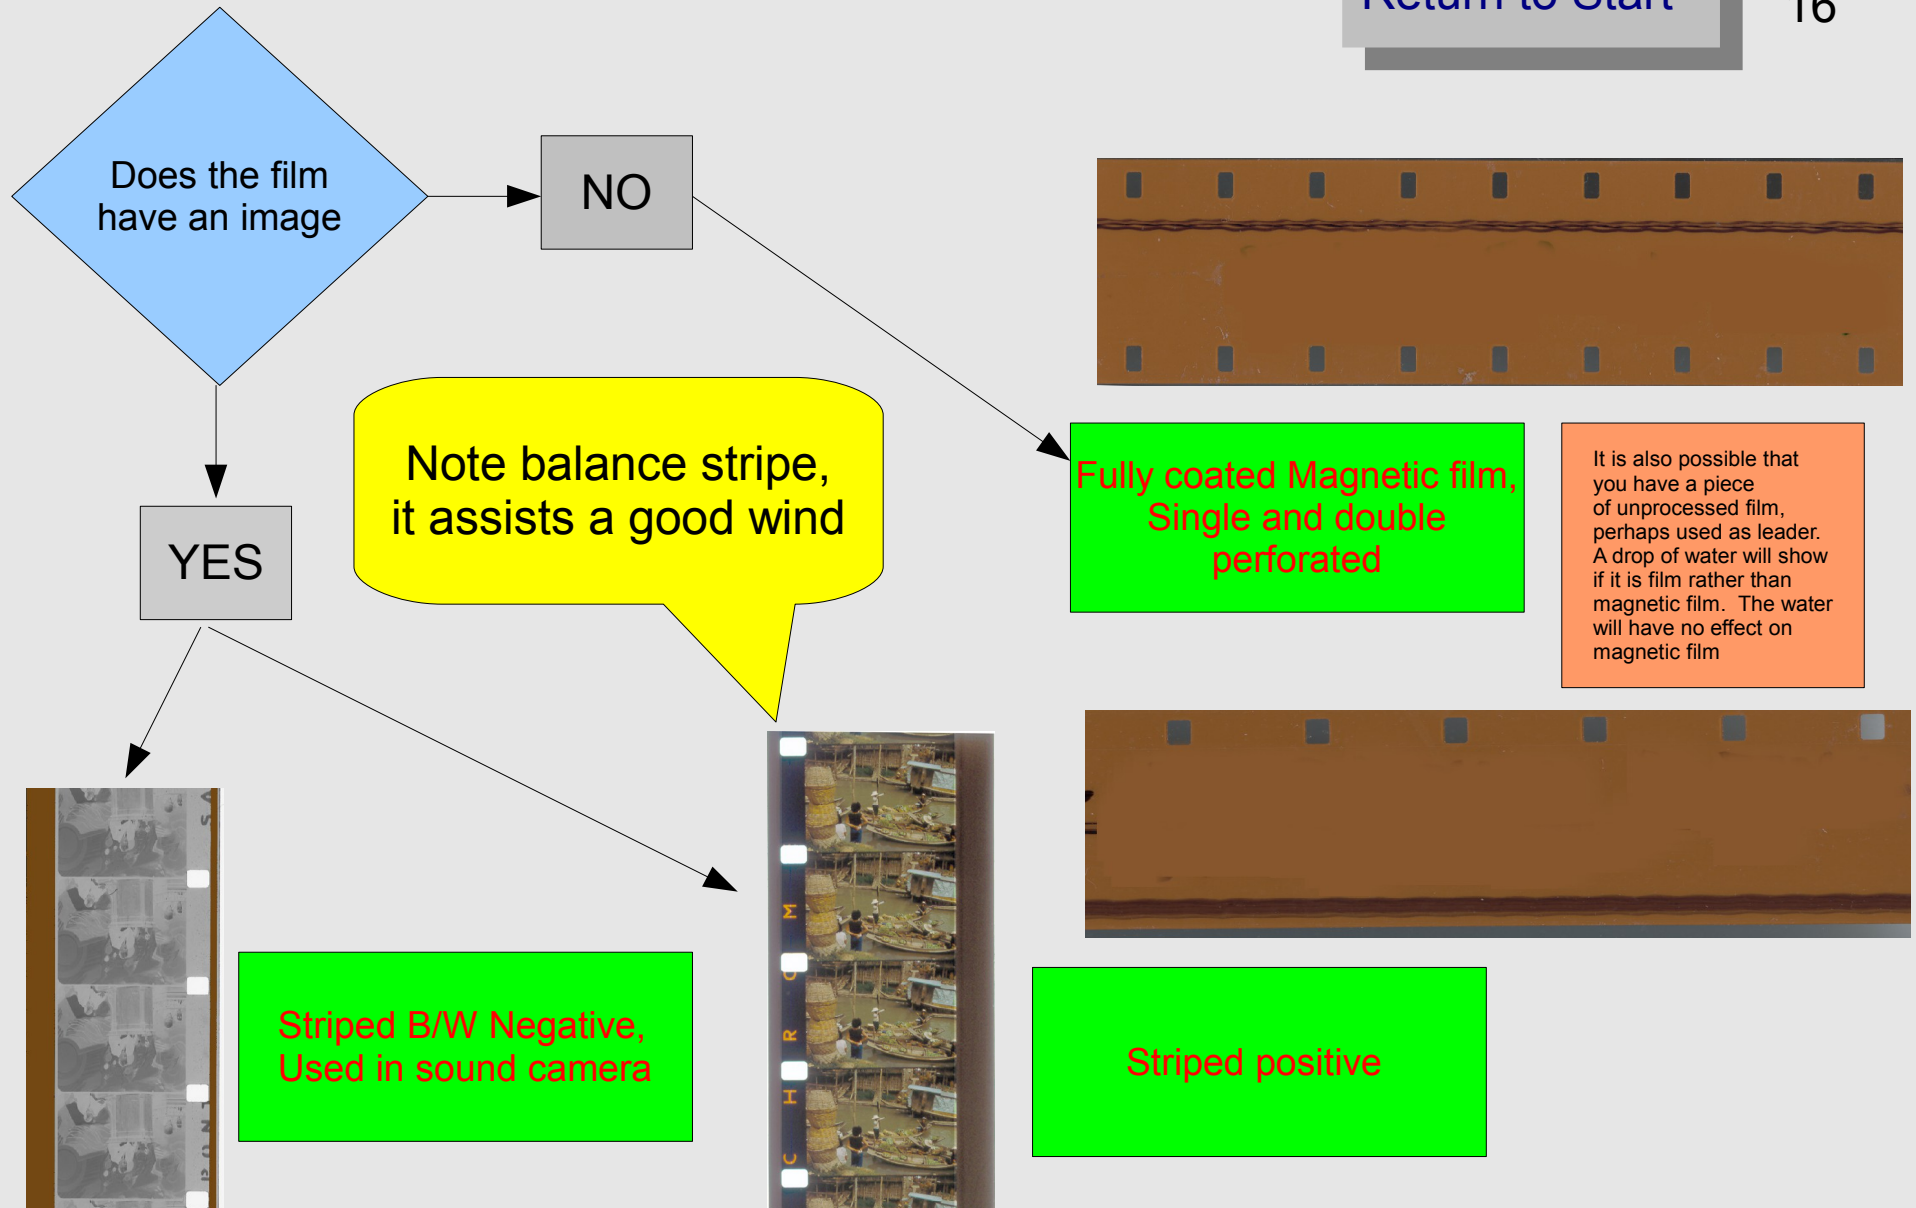 Return to Start
16
Does the film
have an image
NO
YES
Note balance stripe,
it assists a good wind
Fully coated Magnetic film,
Single and double
perforated
It is also possible that
you have a piece
of unprocessed film,
perhaps used as leader.
A drop of water will show
if it is film rather than
magnetic film.  The water
will have no effect on
magnetic film
Striped B/W Negative,
Used in sound camera
C H R O M
Striped positive